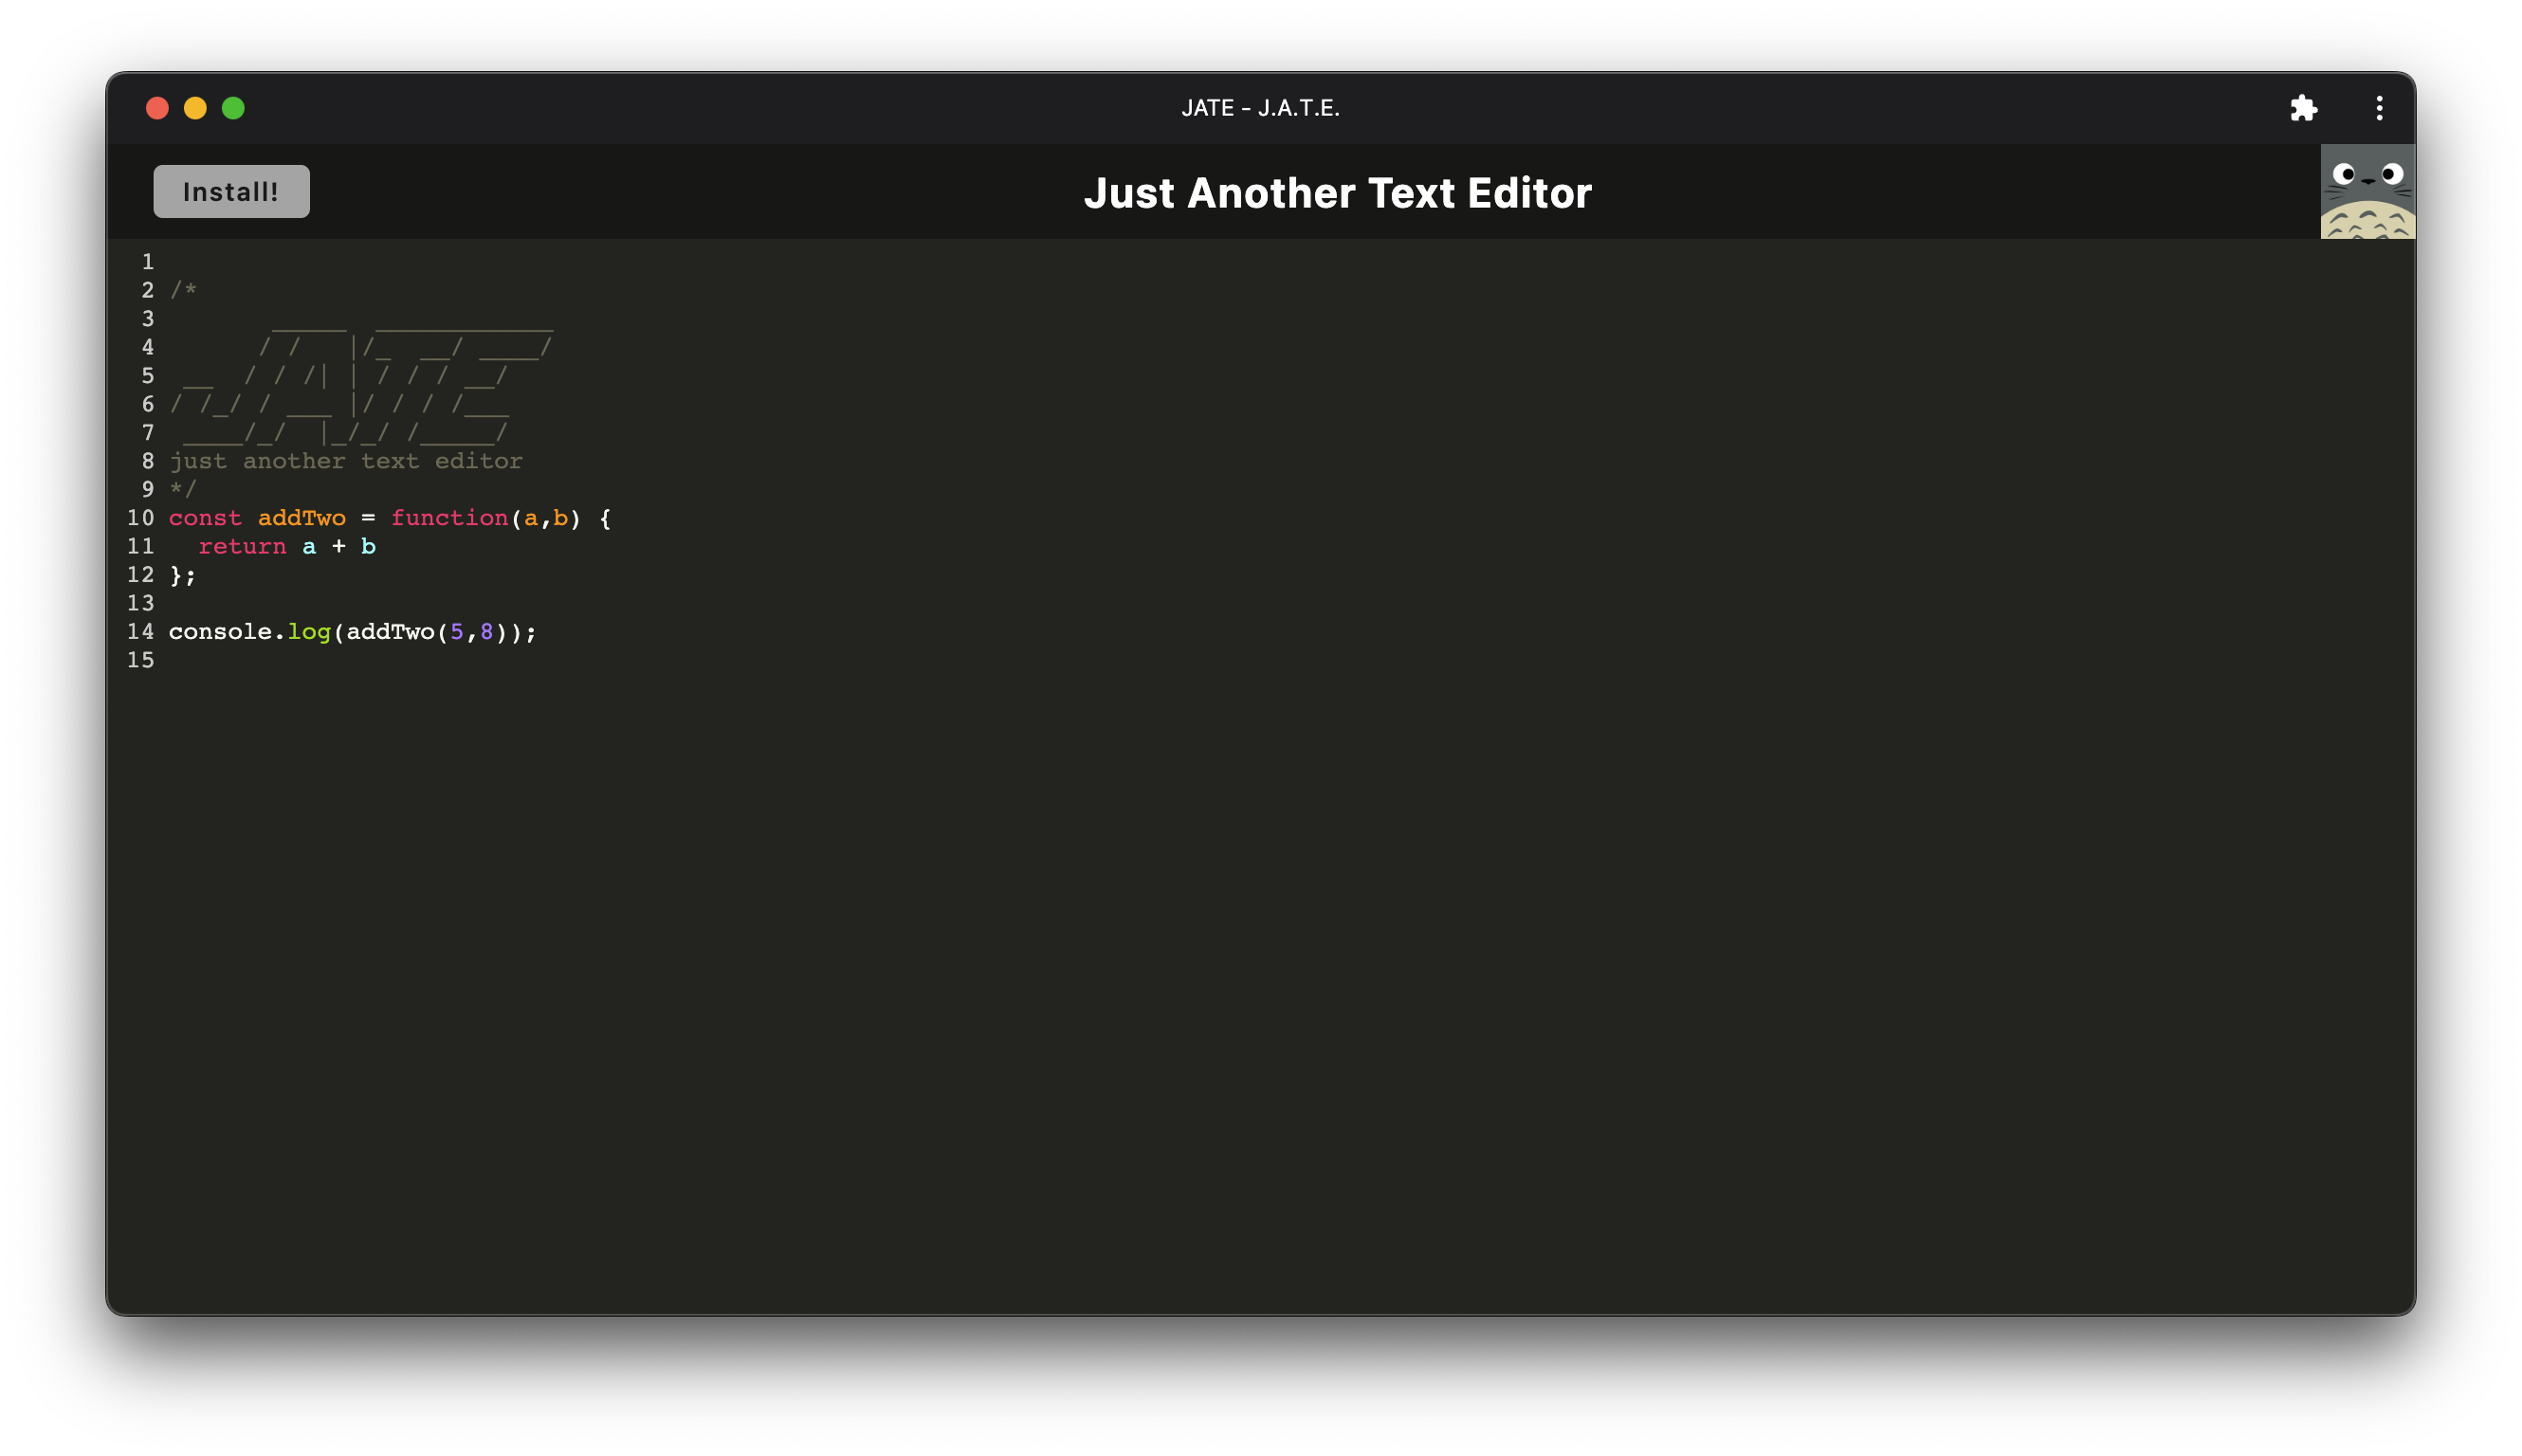 JATE - J.A.T.E.
Install!
Just Another Text Editor
1
2 /*
3        ______  ____________
4       / /   |/_  __/ ____/
5  __  / / /| | / / / __/
6 / /_/ / ___ |/ / / /___
7  ____/_/  |_/_/ /_____/
8 just another text editor
9 */
10 const addTwo = function(a,b) {
11   return a + b
12 };
13
14 console.log(addTwo(5,8));
15